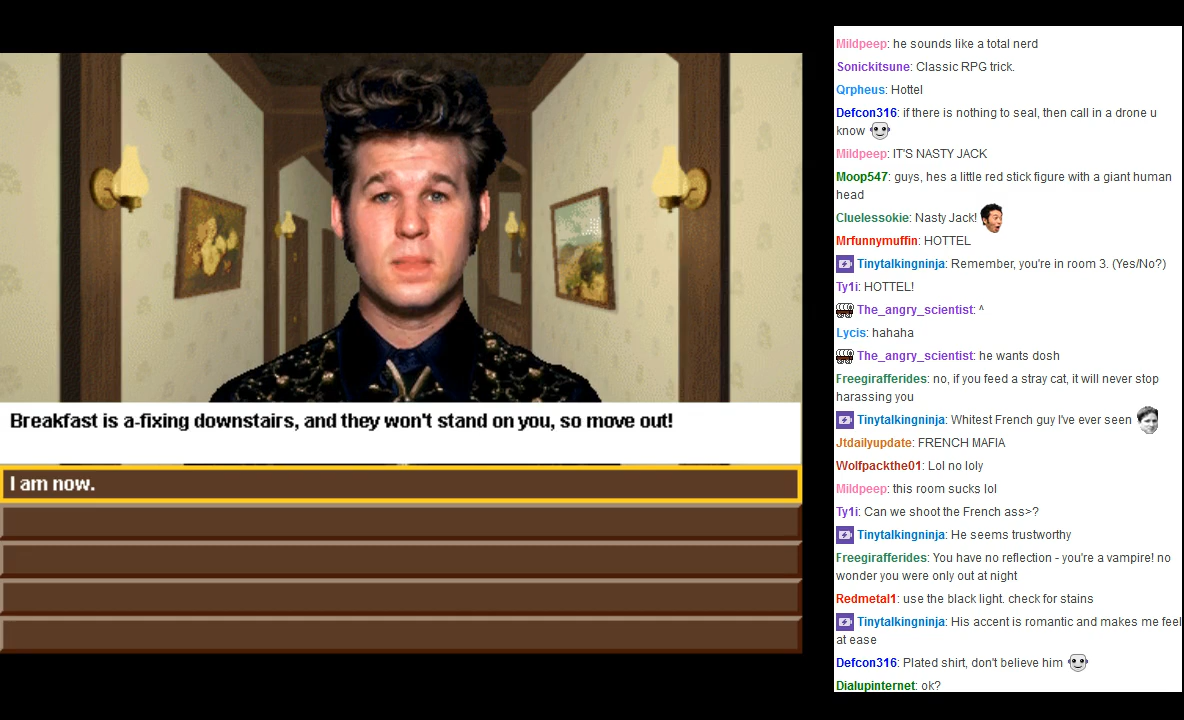 Breakfast is a-fixing downstairs, and they won't stand on you, so move out!
I am now.
Mildpeep: he sounds like a total nerd
Sonickitsune: Classic RPG trick.
Qrpheus: Hottel
Defcon316: if there is nothing to seal, then call in a drone u
know
Mildpeep: IT'S NASTY JACK
Moop547: guys, hes a little red stick figure with a giant human
head
Cluelessokie: Nasty Jack!
Mrfunnymuffin: HOTTEL
Tinytalkingninja: Remember, you're in room 3. (Yes/No?)
Ty1i: HOTTEL!
The_angry_scientist: ^
Lycis: hahaha
The_angry_scientist: he wants dosh
Freegirafferides: no, if you feed a stray cat, it will never stop
harassing you
Tinytalkingninja: Whitest French guy I've ever seen
Jtdailyupdate: FRENCH MAFIA
Wolfpackthe01: Lol no loly
Mildpeep: this room sucks lol
Ty1i: Can we shoot the French ass>?
Tinytalkingninja: He seems trustworthy
Freegirafferides: You have no reflection - you're a vampire! no
wonder you were only out at night
Redmetal1: use the black light. check for stains
Tinytalkingninja: His accent is romantic and makes me feel
at ease
Defcon316: Plated shirt, don't believe him
Dialupinternet: ok?